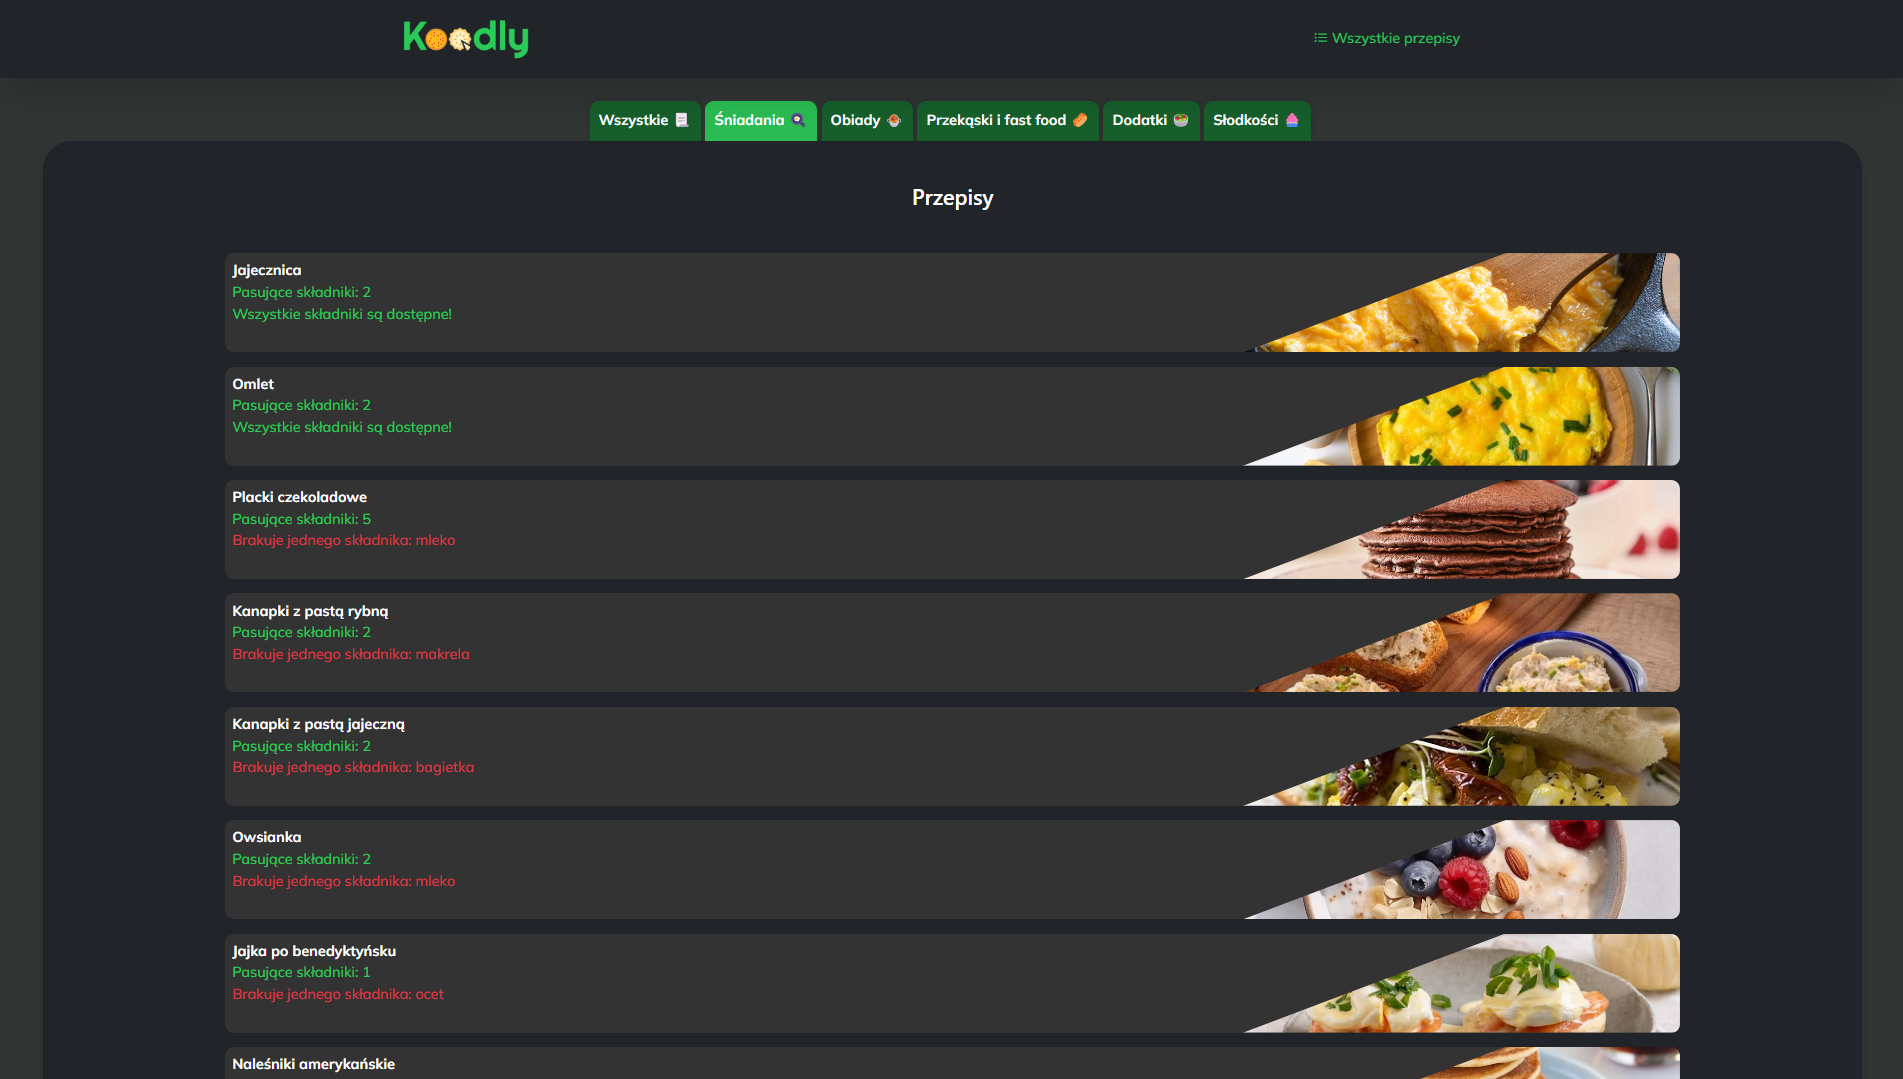 Koodly
Wszystkie przepisy
Wszystkie
Śniadania
Obiady
Przekąski i fast food
Dodatki
Słodkości
Przepisy
Jajecznica
Pasujące składniki: 2
Wszystkie składniki są dostępne!
Omlet
Pasujące składniki: 2
Wszystkie składniki są dostępne!
Placki czekoladowe
Pasujące składniki: 5
Brakuje jednego składnika: mleko
Kanapki z pastą rybną
Pasujące składniki: 2
Brakuje jednego składnika: makrela
Kanapki z pastą jajeczną
Pasujące składniki: 2
Brakuje jednego składnika: bagietka
Owsianka
Pasujące składniki: 2
Brakuje jednego składnika: mleko
Jajka po benedyktyńsku
Pasujące składniki: 1
Brakuje jednego składnika: ocet
Naleśniki amerykańskie